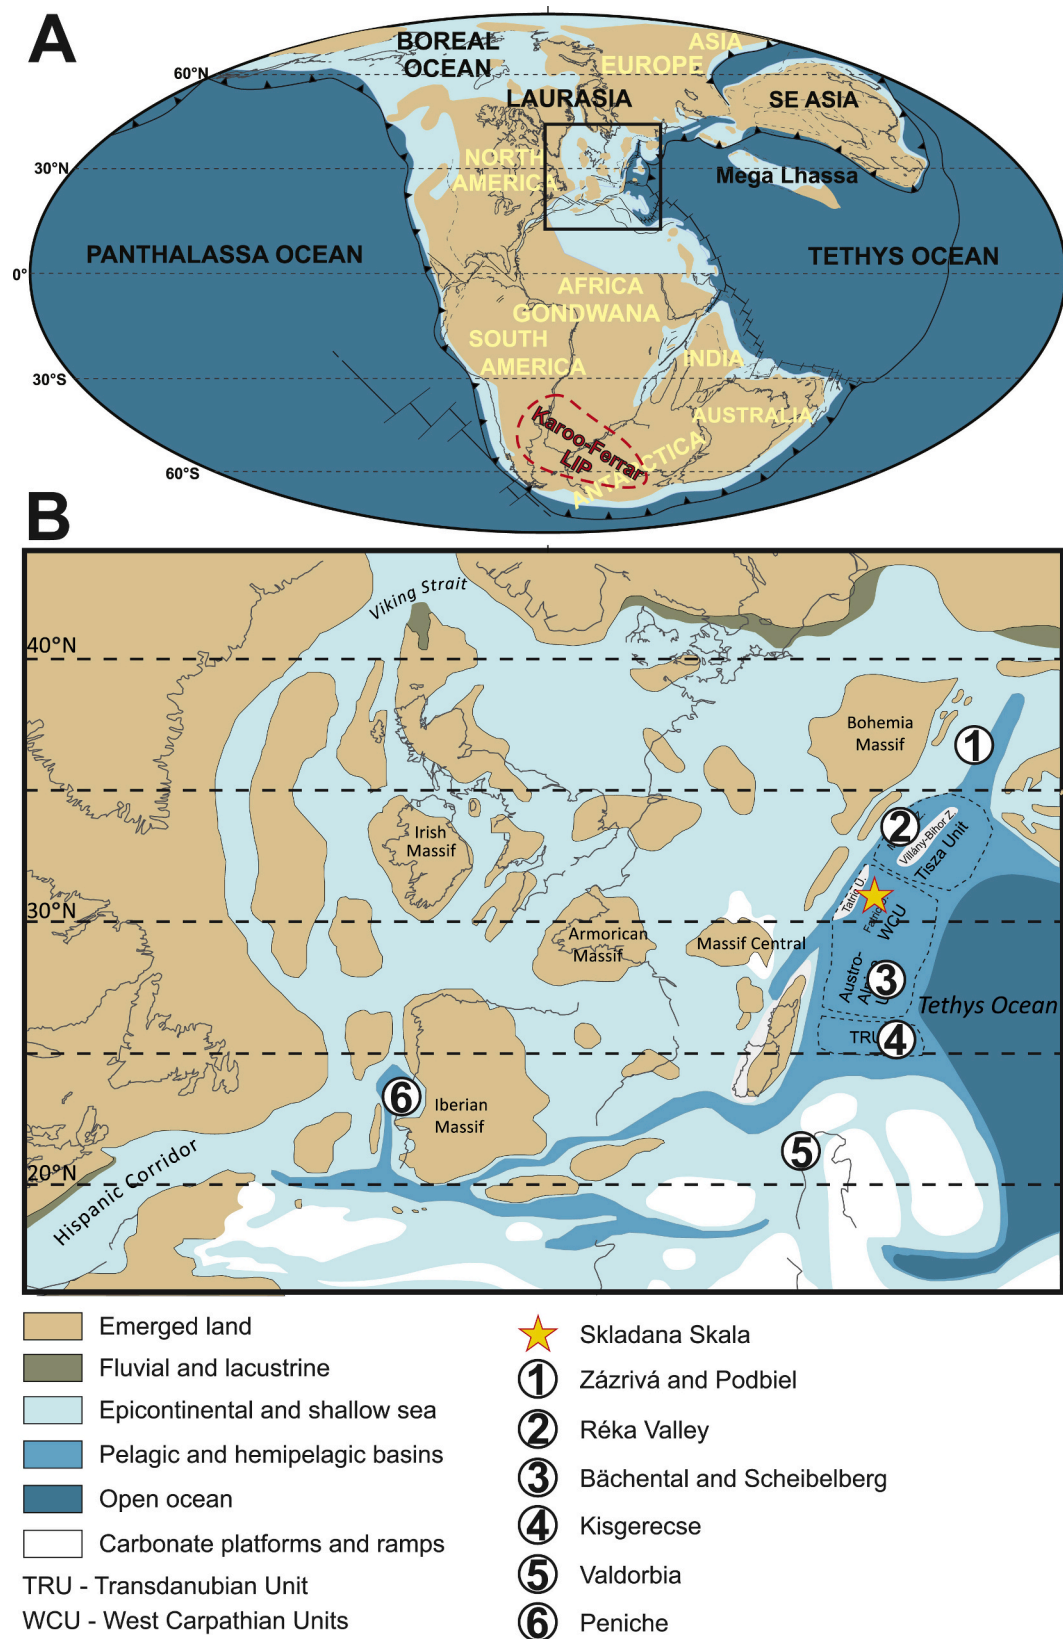 A
BOREAL
OCEAN
ASIA
EUROPE
60°N
LAURASIA
SE ASIA
30°N
NORTH
AMERICA
Mega Lhassa
PANTHALASSA OCEAN
TETHYS OCEAN
0°
AFRICA
GONDWANA
SOUTH
AMERICA
INDIA
30°S
AUSTRALIA
Karoo-Ferrar
LIP
ANTARCTICA
60°S
B
Viking Strait
40°N
Bohemia
Massif
1
Irish
Massif
2
Villány-Bihor Z.
Tisza Unit
Tatric U.
30°N
WCU
Armorican
Massif
Massif Central
Austro-
3
Tethys Ocean
TRU
4
6
Iberian
Massif
5
Hispanic Corridor
20°N
Emerged land
Fluvial and lacustrine
Epicontinental and shallow sea
Pelagic and hemipelagic basins
Open ocean
Carbonate platforms and ramps
TRU - Transdanubian Unit
WCU - West Carpathian Units
Skladana Skala
1 Zázrivá and Podbiel
2 Réka Valley
3 Bächental and Scheibelberg
4 Kisgerecse
5 Valdorbia
6 Peniche